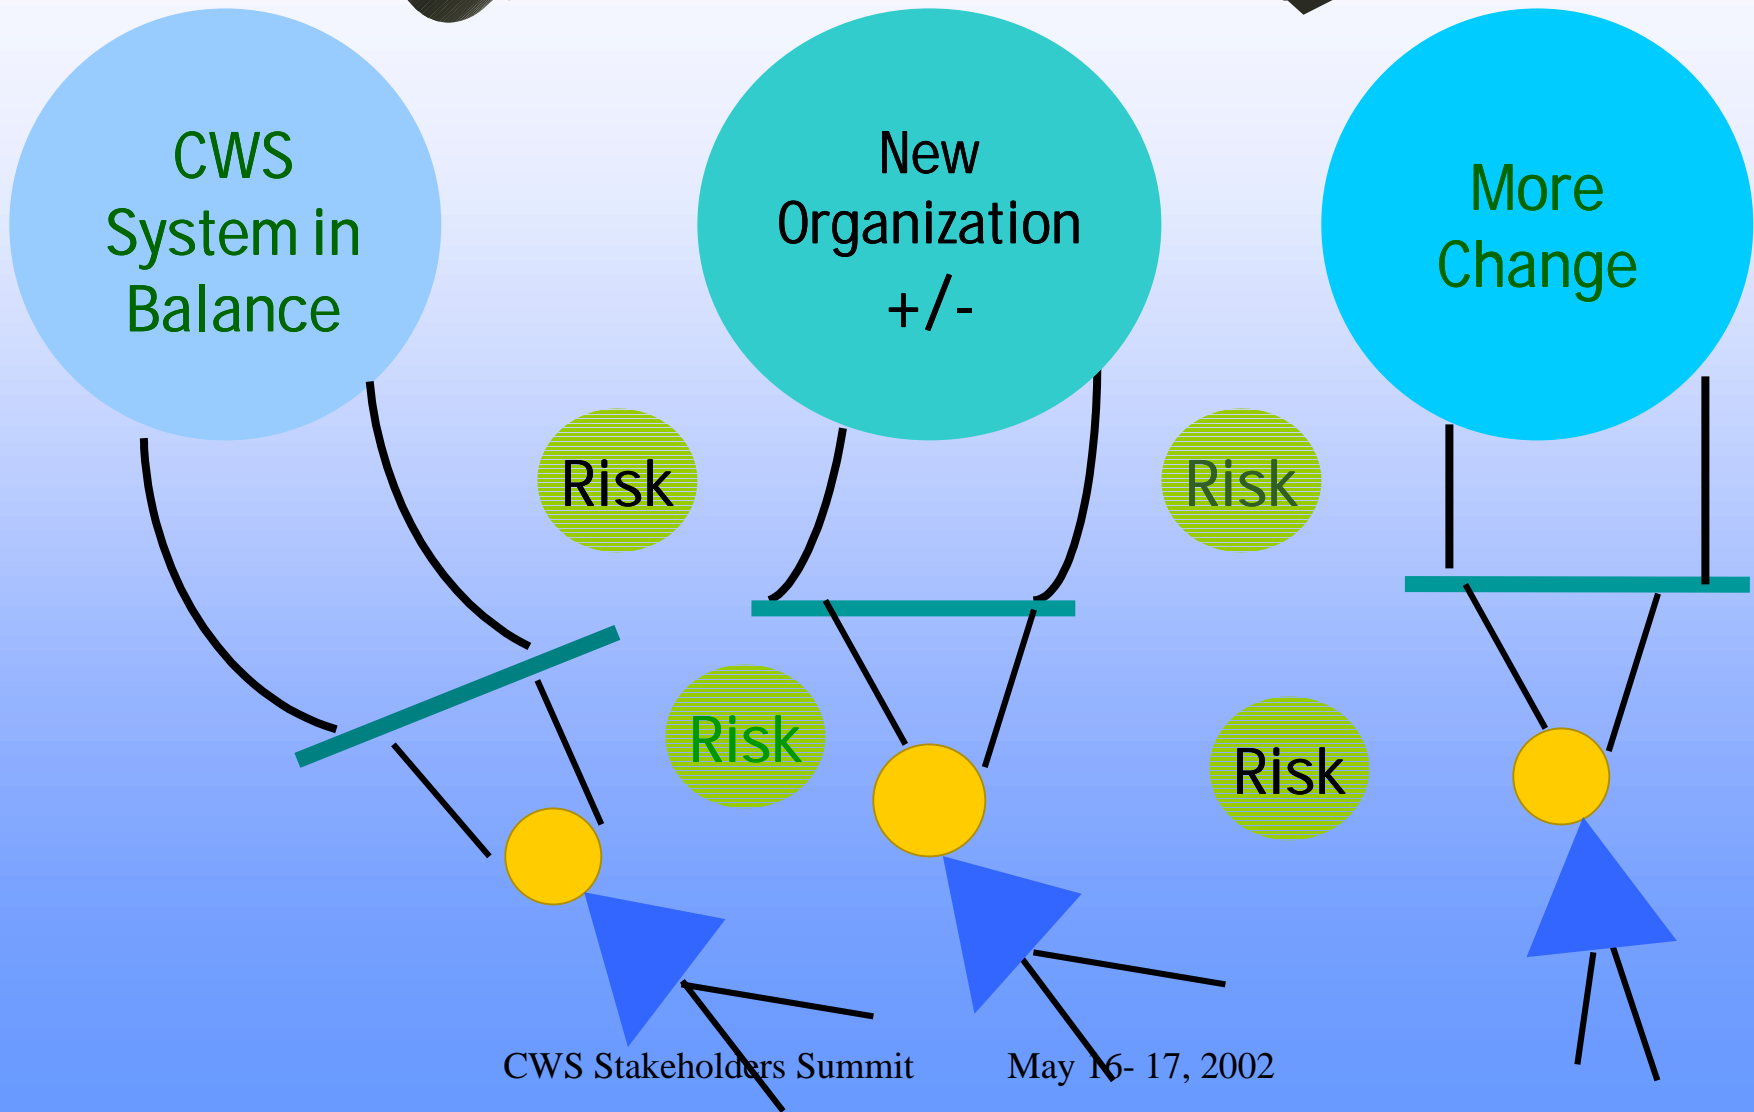 CWS
System in
Balance
New
Organization
+/-
More
Change
Risk
Risk
Risk
Risk
CWS Stakeholders Summit May 16- 17, 2002